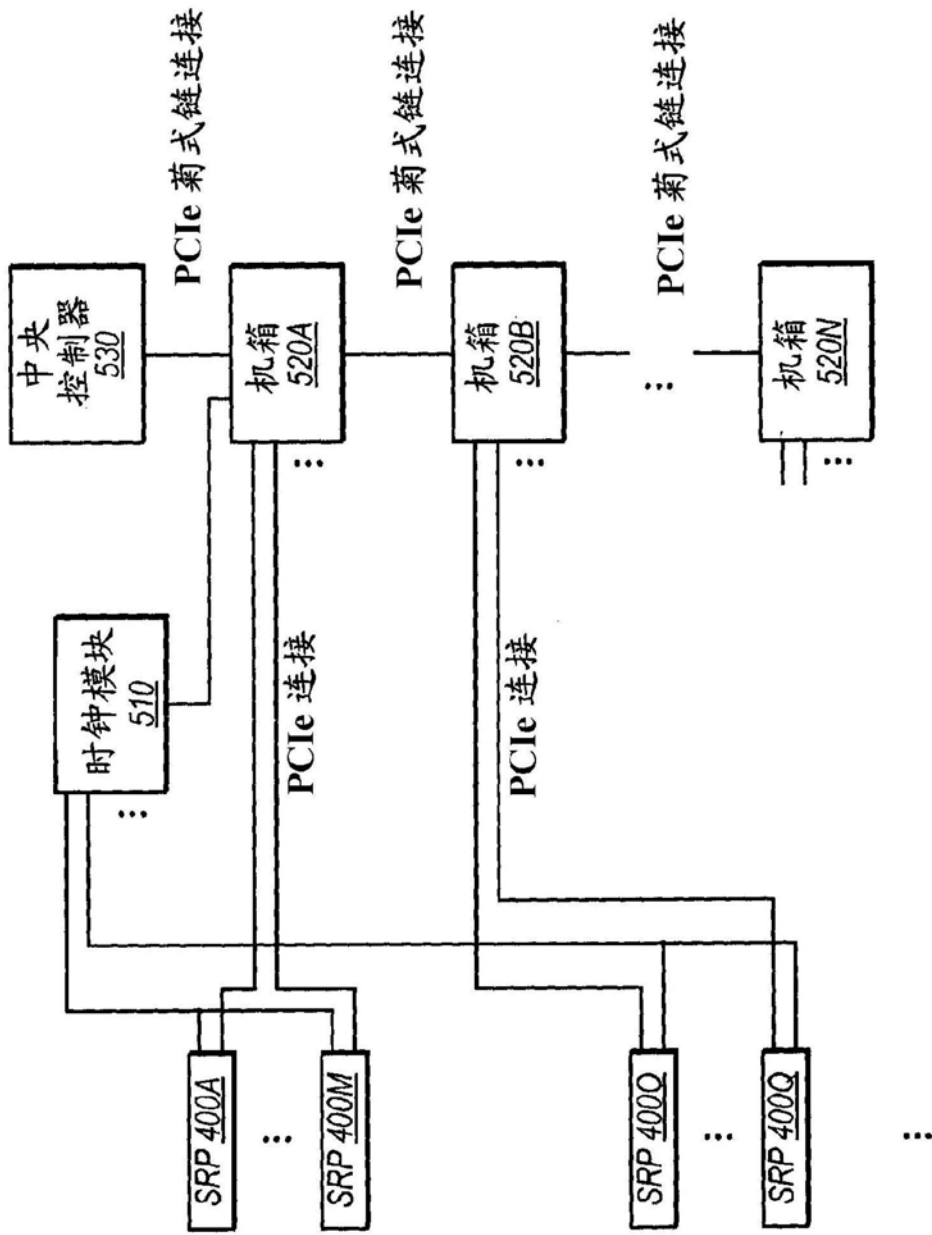 中央
控制器
530
时钟模块
510
...
PCIe 菊式链连接
SRP 400A
机箱
520A
...
PCIe 连接
...
SRP 400M
PCIe 菊式链连接
机箱
520B
PCIe 连接
...
SRP 400Q
PCIe 菊式链连接
...
...
SRP 400Q
机箱
520N
...
...